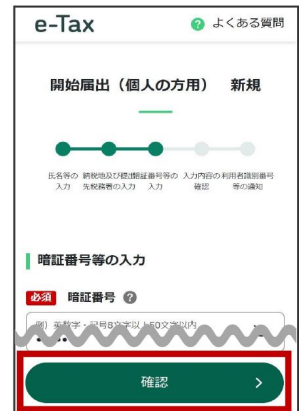 e-Tax
よくある質問
開始届出（個人の方用） 新規
氏名等の 納税地及び提出 暗証番号等の 入力内容の 利用者識別番号
入力 先税務署の入力 入力 確認 等の通知
暗証番号等の入力
必須 暗証番号
例）英数字・記号8文字以上50文字以内
確認